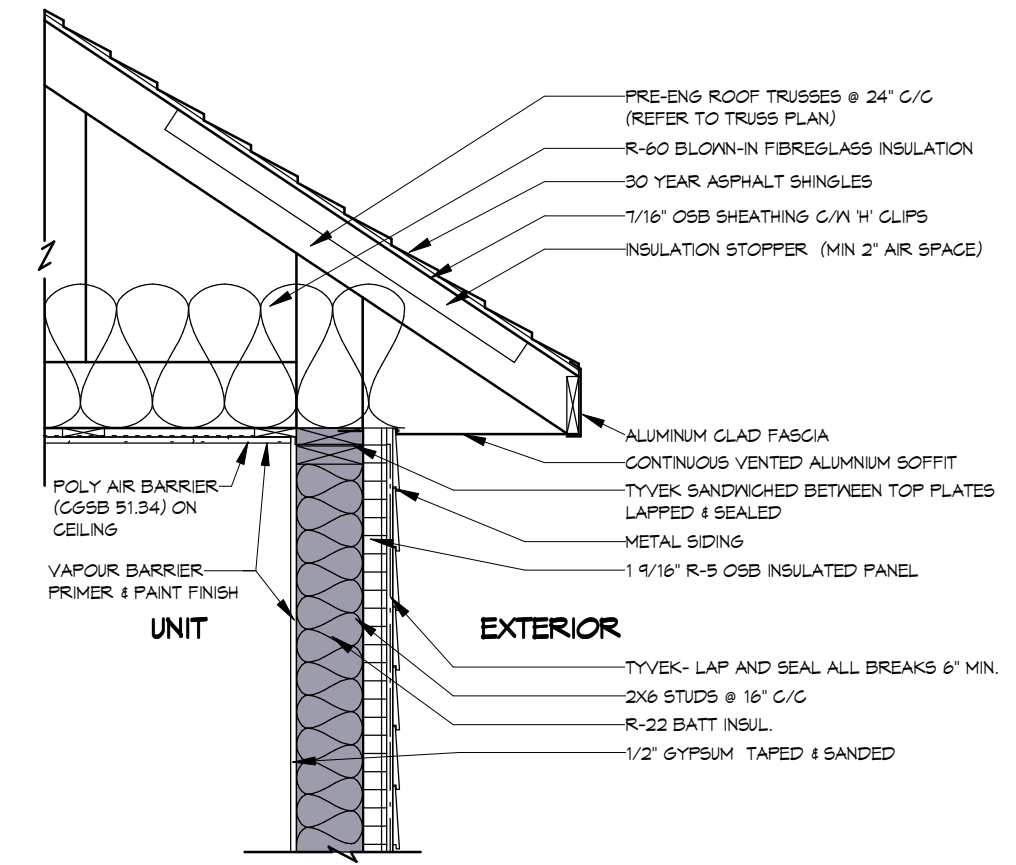 PRE-ENG ROOF TRUSSES @ 24" C/C
(REFER TO TRUSS PLAN)
R-60 BLOWN-IN FIBREGLASS INSULATION
30 YEAR ASPHALT SHINGLES
7/16" OSB SHEATHING C/W 'H' CLIPS
INSULATION STOPPER (MIN 2" AIR SPACE)
ALUMINUM CLAD FASCIA
CONTINUOUS VENTED ALUMNIUM SOFFIT
TYVEK SANDWICHED BETWEEN TOP PLATES
LAPPED & SEALED
METAL SIDING
1 9/16" R-5 OSB INSULATED PANEL
POLY AIR BARRIER
(CGSB 51.34) ON
CEILING
VAPOUR BARRIER
PRIMER & PAINT FINISH
UNIT
EXTERIOR
TYVEK- LAP AND SEAL ALL BREAKS 6" MIN.
2X6 STUDS @ 16" C/C
R-22 BATT INSUL.
1/2" GYPSUM TAPED & SANDED